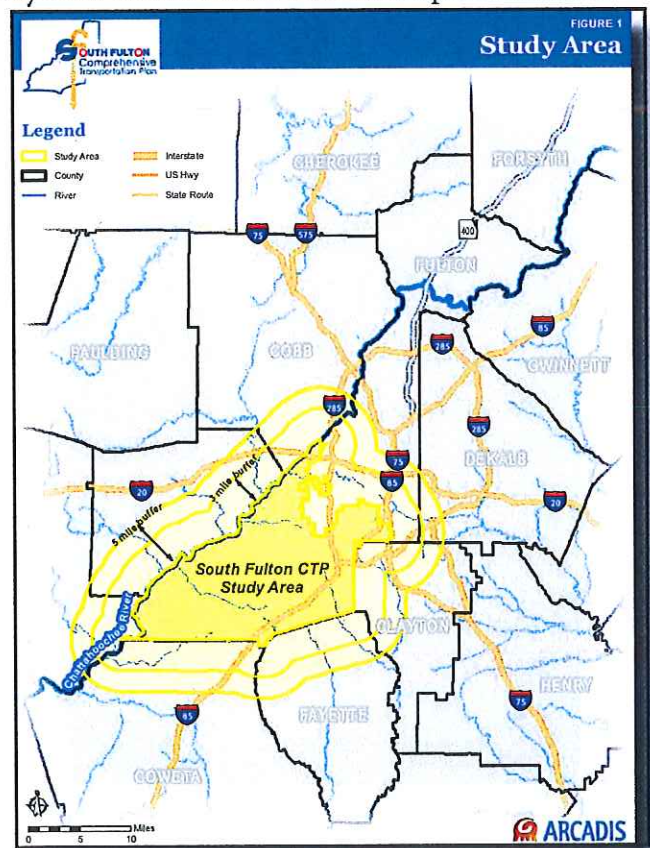 FIGURE 1
Study Area
SOUTH FULTON
Comprehensive
Transportation Plan
Legend
Study Area
County
River
Interstate
US Hwy
State Route
CHEROKEE
FORSYTH
75
575
400
FULTON
PAULDING
COBB
285
85
GWINNETT
285
285
75
DEKALB
85
20
20
3 mile buffer
5 mile buffer
South Fulton CTP
Study Area
Chattahoochee River
CLAYTON
HENRY
75
FAYETTE
85
COWETA
0 5 10 Miles
ARCADIS